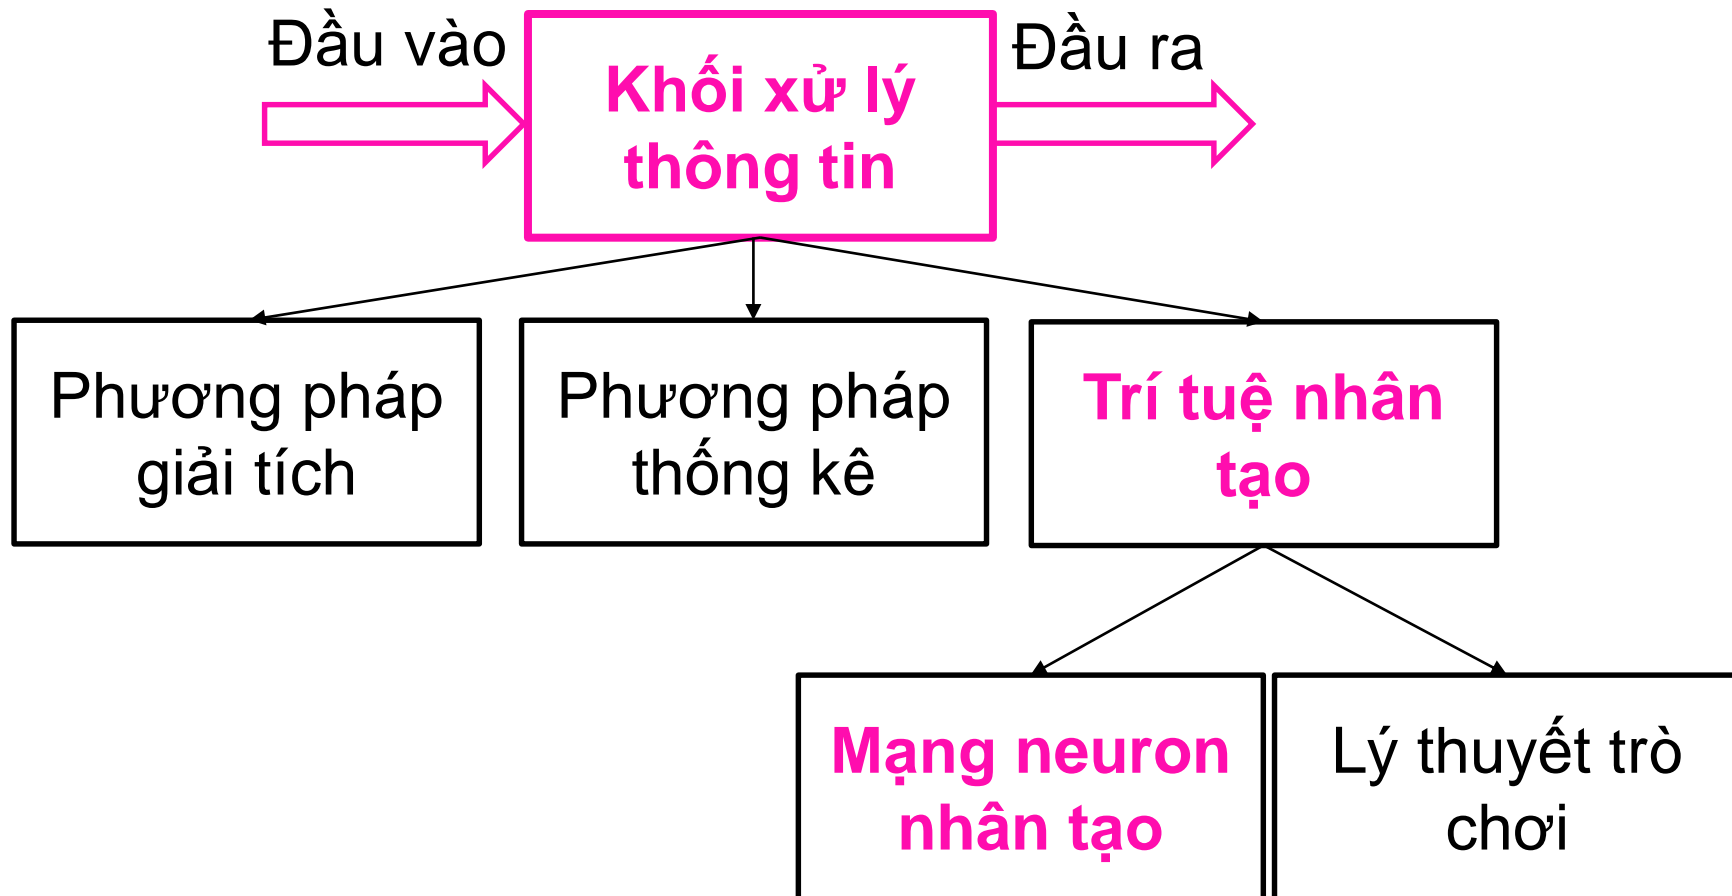 Đầu vào
Khối xử lý
thông tin
Đầu ra
Phương pháp
giải tích
Phương pháp
thống kê
Trí tuệ nhân
tạo
Mạng neuron
nhân tạo
Lý thuyết trò
chơi